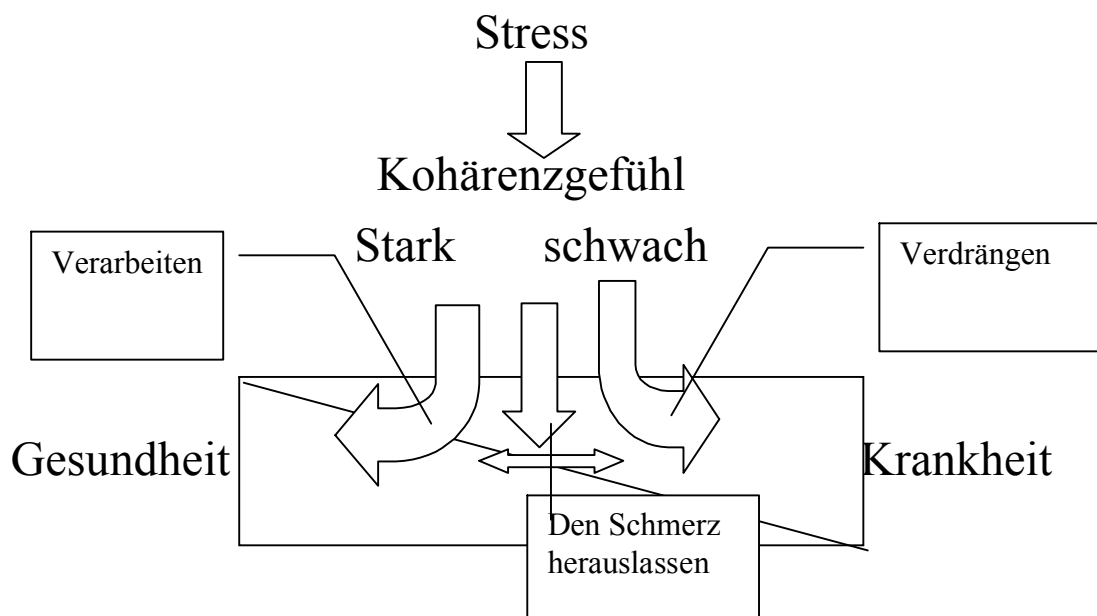 Stress
Kohärenzgefühl
Stark schwach
Verarbeiten
Verdrängen
Gesundheit
Krankheit
Den Schmerz
herauslassen